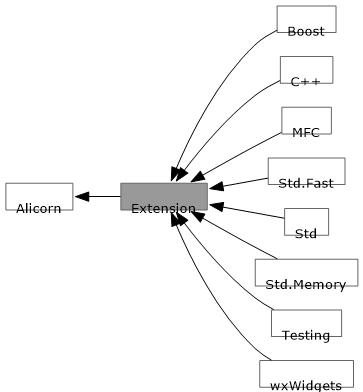 Boost
C++
MFC
Std.Fast
Alicorn
Extension
Std
Std.Memory
Testing
wxWidgets